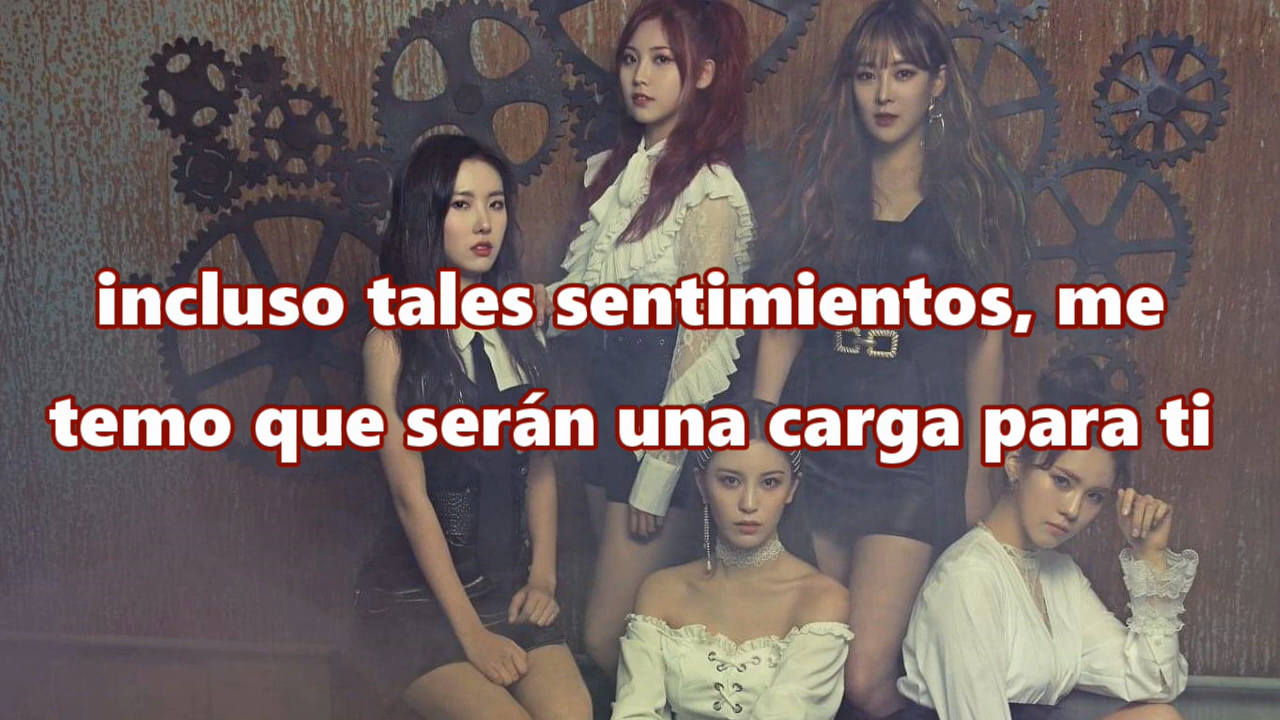 incluso tales sentimientos, me
temo que serán una carga para ti